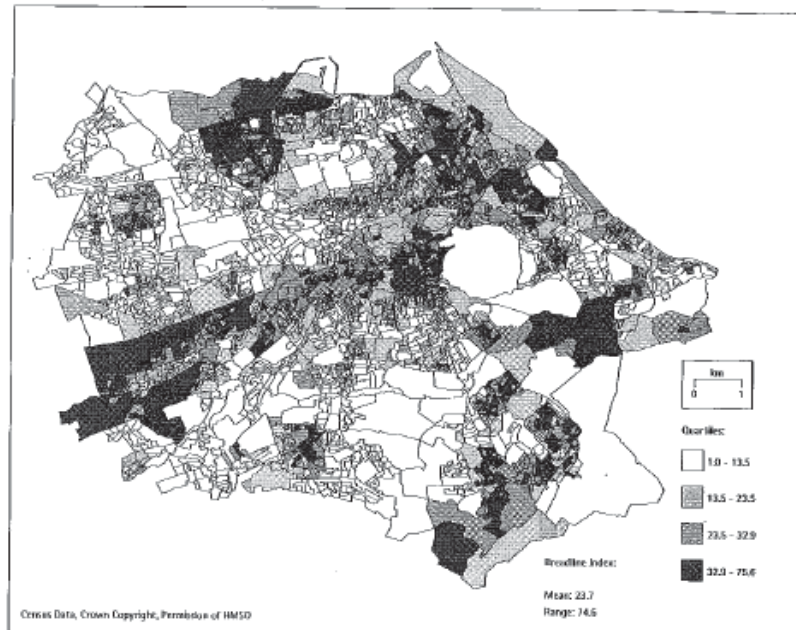 km
0 1
Quartiles:
1.0 - 13.5
13.5 - 23.5
23.5 - 32.9
32.9 - 75.6
Breadline Index:
Mean: 23.7
Range: 74.6
Census Data, Crown Copyright, Permission of HMSO